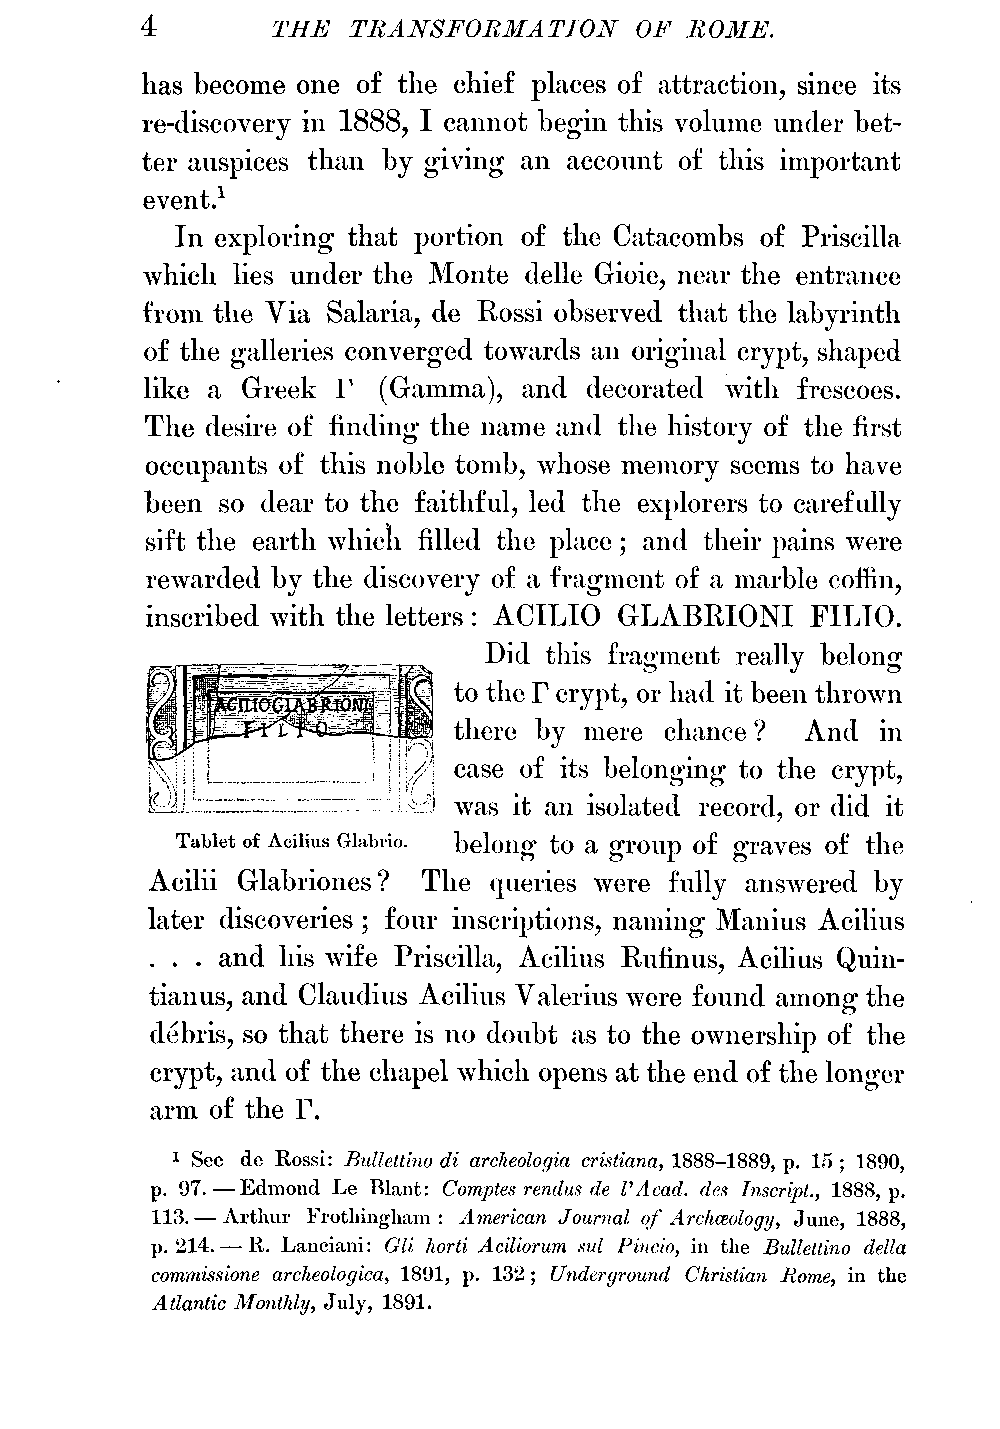 4 THE TRANSFORMATION OF ROME.
has become one of the chief places of attraction, since its
re-discovery in 1888, I cannot begin this volume under bet-
ter auspices than by giving an account of this important
event.¹
In exploring that portion of the Catacombs of Priscilla
which lies under the Monte delle Gioie, near the entrance
from the Via Salaria, de Rossi observed that the labyrinth
of the galleries converged towards an original crypt, shaped
like a Greek Γ (Gamma), and decorated with frescoes.
The desire of finding the name and the history of the first
occupants of this noble tomb, whose memory seems to have
been so dear to the faithful, led the explorers to carefully
sift the earth which filled the place; and their pains were
rewarded by the discovery of a fragment of a marble coffin,
inscribed with the letters: ACILIO GLABRIONI FILIO.
Did this fragment really belong
to the Γ crypt, or had it been thrown
there by mere chance? And in
case of its belonging to the crypt,
was it an isolated record, or did it
belong to a group of graves of the
ACILIOGLABRIONI
FILIO
Tablet of Acilius Glabrio.
Acilii Glabriones? The queries were fully answered by
later discoveries; four inscriptions, naming Manius Acilius
. . . and his wife Priscilla, Acilius Rufinus, Acilius Quin-
tianus, and Claudius Acilius Valerius were found among the
débris, so that there is no doubt as to the ownership of the
crypt, and of the chapel which opens at the end of the longer
arm of the Γ.
¹ See de Rossi: Bullettino di archeologia cristiana, 1888–1889, p. 15; 1890,
p. 97. — Edmond Le Blant: Comptes rendus de l'Acad. des Inscript., 1888, p.
113. — Arthur Frothingham: American Journal of Archæology, June, 1888,
p. 214. — R. Lanciani: Gli horti Aciliorum sul Pincio, in the Bullettino della
commissione archeologica, 1891, p. 132; Underground Christian Rome, in the
Atlantic Monthly, July, 1891.